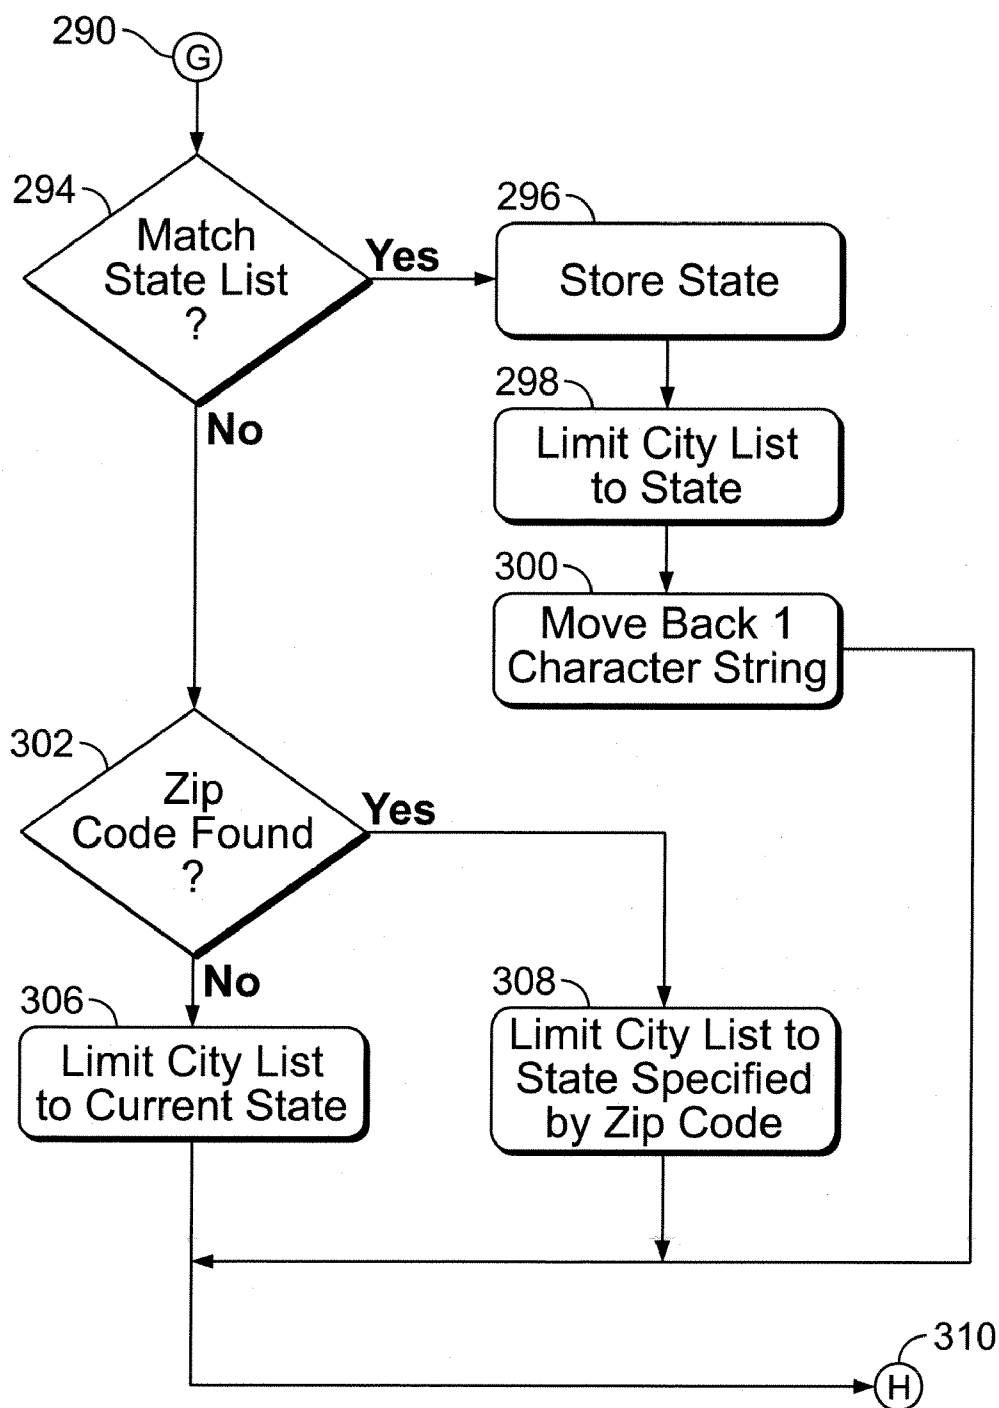 290
G
294
Match
State List
?
Yes
No
296
Store State
298
Limit City List
to State
300
Move Back 1
Character String
302
Zip
Code Found
?
Yes
No
306
Limit City List
to Current State
308
Limit City List to
State Specified
by Zip Code
310
H